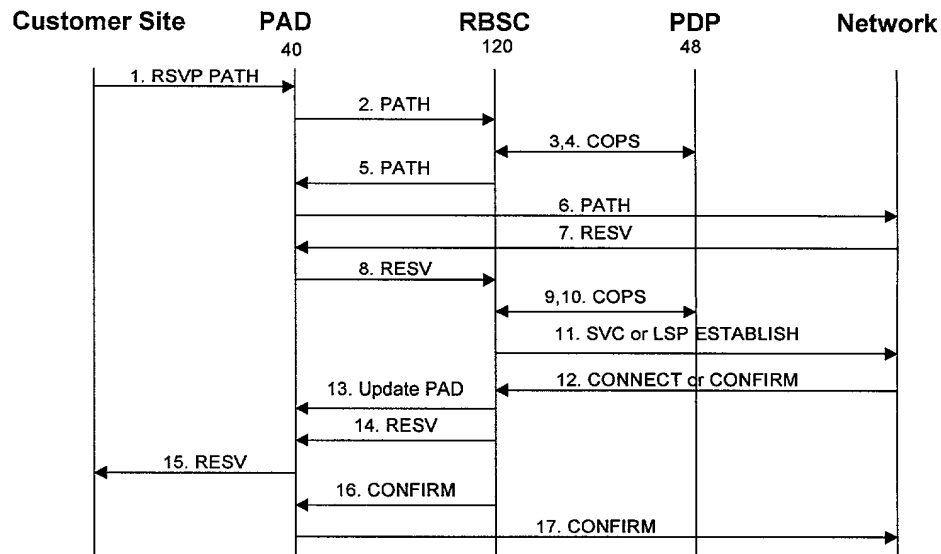 Customer Site PAD RBSC PDP Network
40 120 48
1. RSVP PATH
2. PATH
3,4. COPS
5. PATH
6. PATH
7. RESV
8. RESV
9,10. COPS
11. SVC or LSP ESTABLISH
12. CONNECT or CONFIRM
13. Update PAD
14. RESV
15. RESV
16. CONFIRM
17. CONFIRM